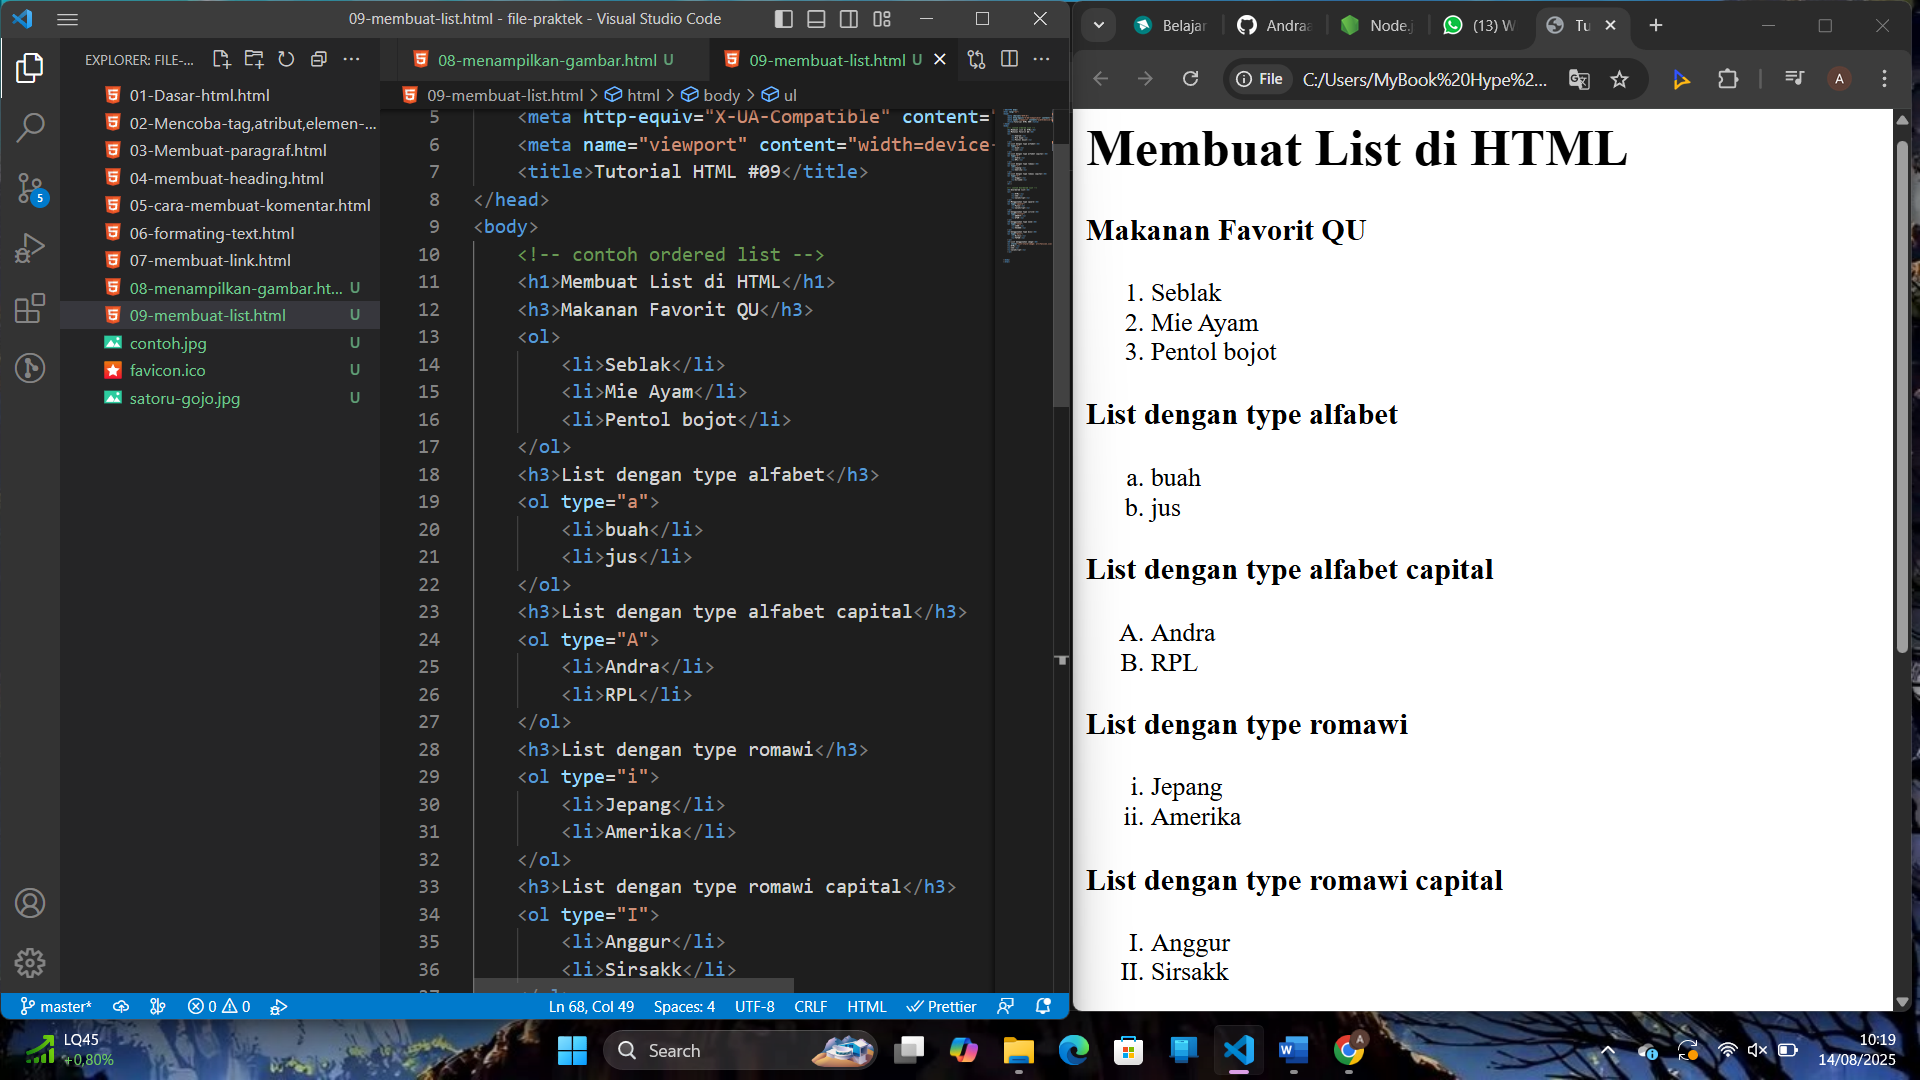 09-membuat-list.html - file-praktek - Visual Studio Code
EXPLORER: FILE-...
01-Dasar-html.html
02-Mencoba-tag,atribut,elemen-...
03-Membuat-paragraf.html
04-membuat-heading.html
05-cara-membuat-komentar.html
06-formating-text.html
07-membuat-link.html
08-menampilkan-gambar.ht... U
09-membuat-list.html U
contoh.jpg U
favicon.ico U
satoru-gojo.jpg U
5
08-menampilkan-gambar.html U
09-membuat-list.html U
09-membuat-list.html > html > body > ul
5 <meta http-equiv="X-UA-Compatible" content="
6 <meta name="viewport" content="width=device-
7 <title>Tutorial HTML #09</title>
8 </head>
9 <body>
10 <!-- contoh ordered list -->
11 <h1>Membuat List di HTML</h1>
12 <h3>Makanan Favorit QU</h3>
13 <ol>
14 <li>Seblak</li>
15 <li>Mie Ayam</li>
16 <li>Pentol bojot</li>
17 </ol>
18 <h3>List dengan type alfabet</h3>
19 <ol type="a">
20 <li>buah</li>
21 <li>jus</li>
22 </ol>
23 <h3>List dengan type alfabet capital</h3>
24 <ol type="A">
25 <li>Andra</li>
26 <li>RPL</li>
27 </ol>
28 <h3>List dengan type romawi</h3>
29 <ol type="i">
30 <li>Jepang</li>
31 <li>Amerika</li>
32 </ol>
33 <h3>List dengan type romawi capital</h3>
34 <ol type="I">
35 <li>Anggur</li>
36 <li>Sirsakk</li>
master* 0 0 Ln 68, Col 49 Spaces: 4 UTF-8 CRLF HTML Prettier
Belajar
Andraa
Node.j
(13) W
Tu
File C:/Users/MyBook%20Hype%2...
A
Membuat List di HTML
Makanan Favorit QU
1. Seblak
2. Mie Ayam
3. Pentol bojot
List dengan type alfabet
a. buah
b. jus
List dengan type alfabet capital
A. Andra
B. RPL
List dengan type romawi
i. Jepang
ii. Amerika
List dengan type romawi capital
I. Anggur
II. Sirsakk
LQ45
+0,80%
Search
10:19
14/08/2025